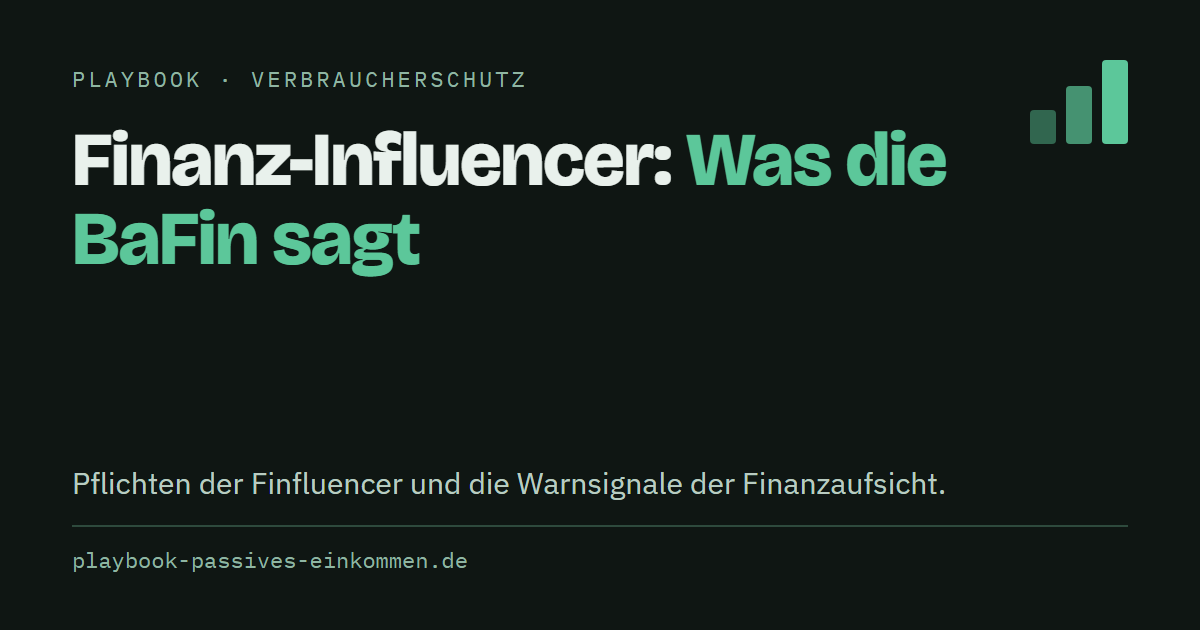 PLAYBOOK · VERBRAUCHERSCHUTZ
Finanz-Influencer: Was die
BaFin sagt
Pflichten der Finfluencer und die Warnsignale der Finanzaufsicht.
playbook-passives-einkommen.de